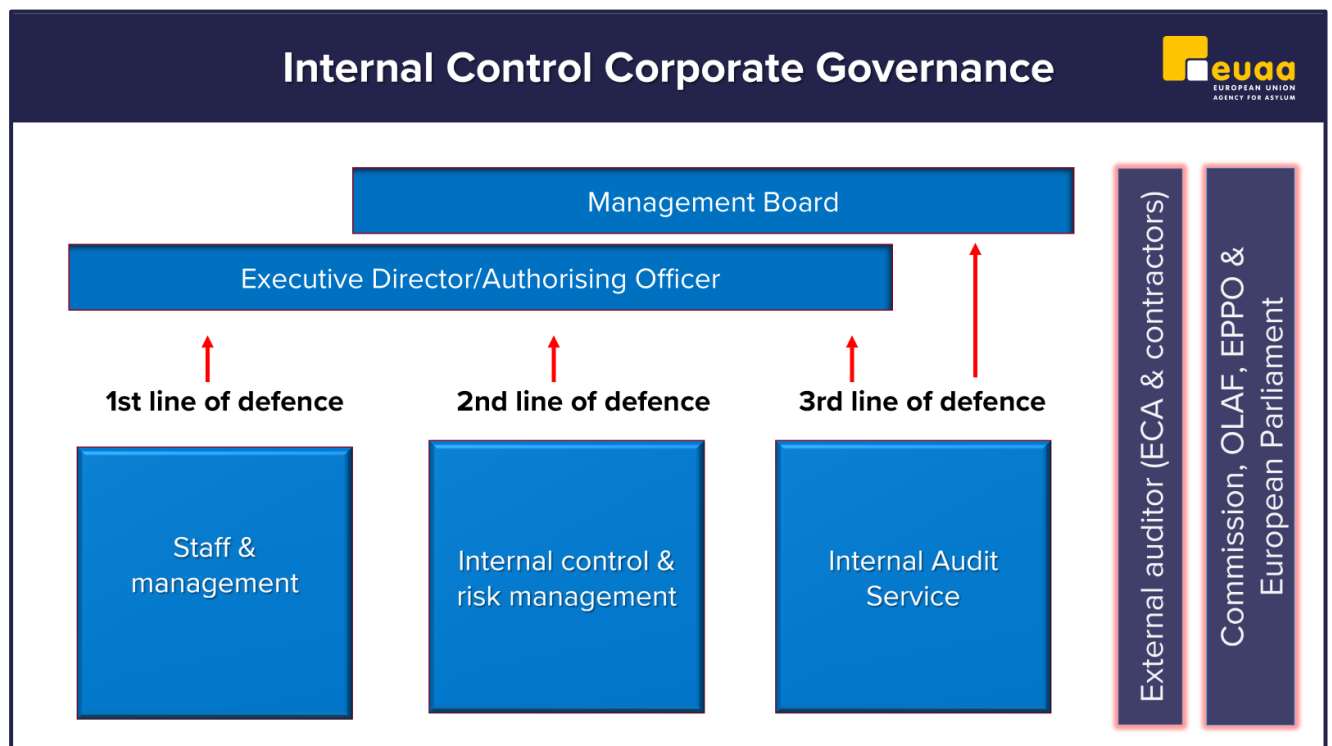 Internal Control Corporate Governance
euaa
EUROPEAN UNION
AGENCY FOR ASYLUM
Management Board
Executive Director/Authorising Officer
1st line of defence
2nd line of defence
3rd line of defence
Staff &
management
Internal control &
risk management
Internal Audit
Service
External auditor (ECA & contractors)
Commission, OLAF, EPPO &
European Parliament